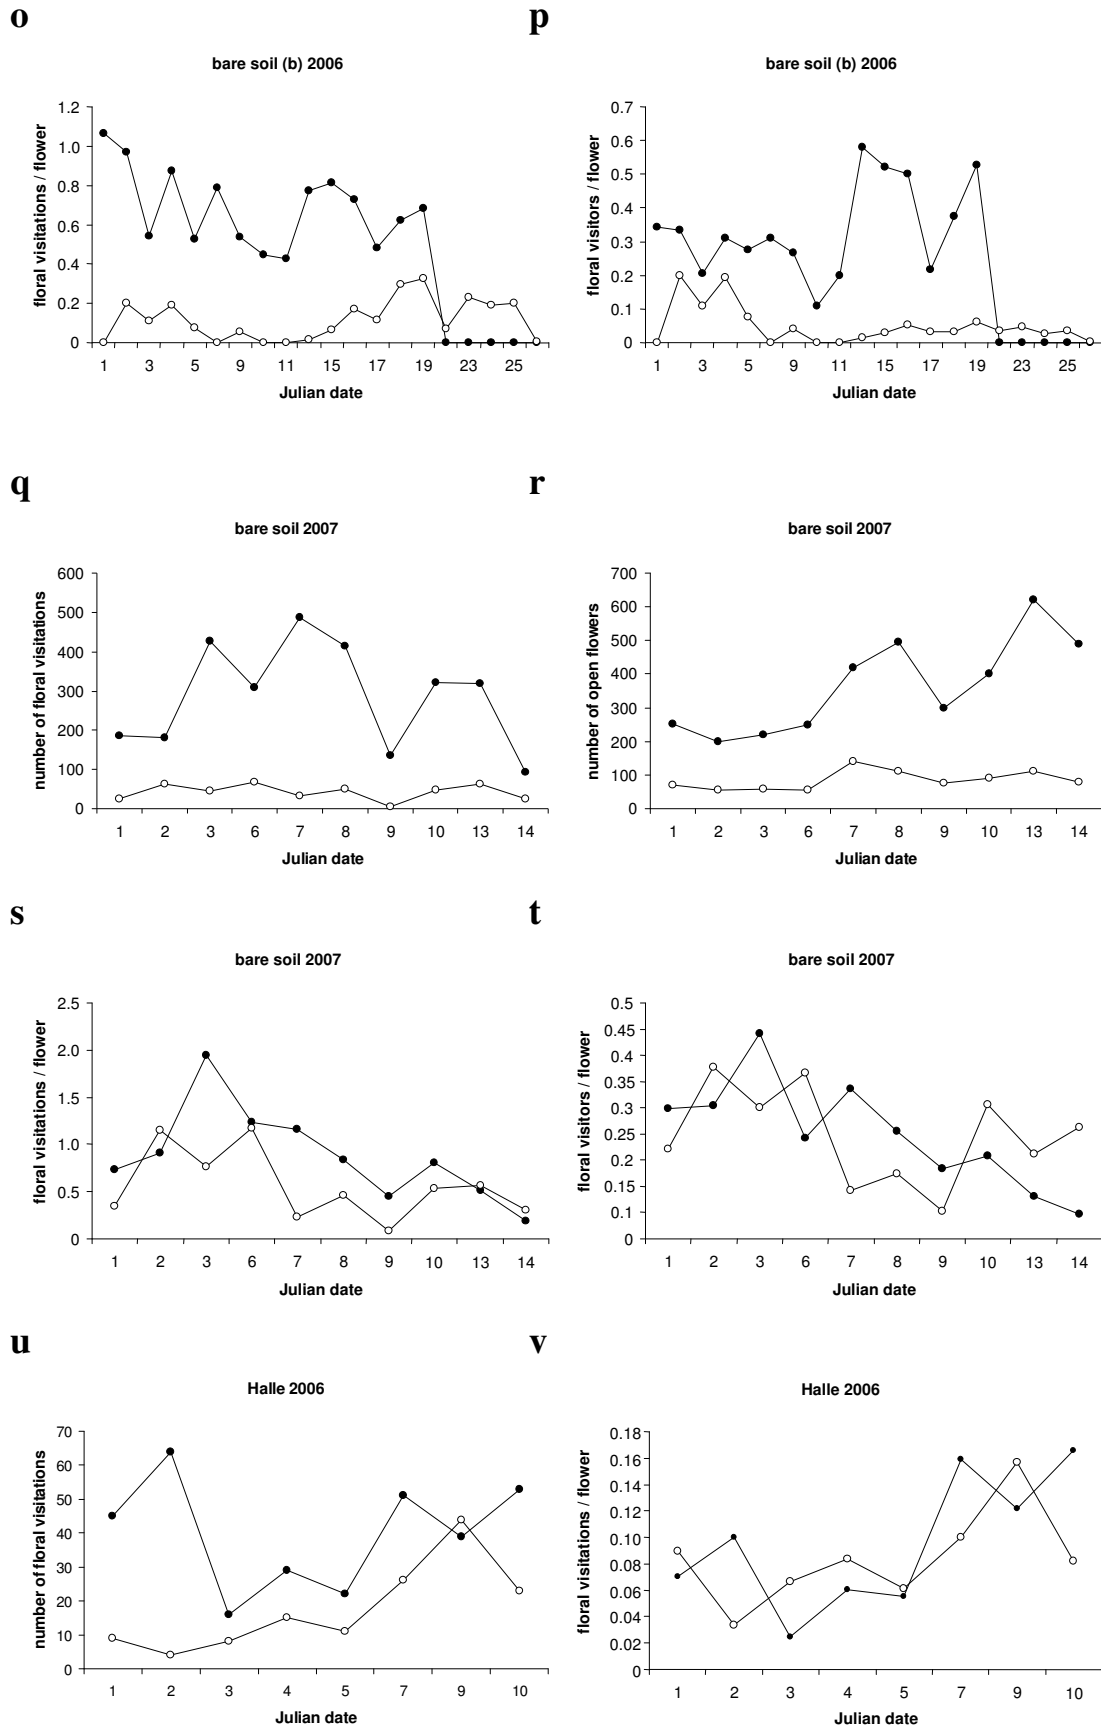 o
bare soil (b) 2006
floral visitations / flower
1.2
1.0
0.8
0.6
0.4
0.2
0
1 3 5 9 11 15 17 19 23 25
Julian date
p
bare soil (b) 2006
floral visitors / flower
0.7
0.6
0.5
0.4
0.3
0.2
0.1
0
1 3 5 9 11 15 17 19 23 25
Julian date
q
bare soil 2007
number of floral visitations
600
500
400
300
200
100
0
1 2 3 6 7 8 9 10 13 14
Julian date
r
bare soil 2007
number of open flowers
700
600
500
400
300
200
100
0
1 2 3 6 7 8 9 10 13 14
Julian date
s
bare soil 2007
floral visitations / flower
2.5
2.0
1.5
1.0
0.5
0
1 2 3 6 7 8 9 10 13 14
Julian date
t
bare soil 2007
floral visitors / flower
0.5
0.45
0.4
0.35
0.3
0.25
0.2
0.15
0.1
0
1 2 3 6 7 8 9 10 13 14
Julian date
u
Halle 2006
number of floral visitations
70
60
50
40
30
20
10
0
1 2 3 4 5 7 9 10
Julian date
v
Halle 2006
floral visitations / flower
0.18
0.16
0.14
0.12
0.10
0.08
0.06
0.04
0.02
0
1 2 3 4 5 7 9 10
Julian date